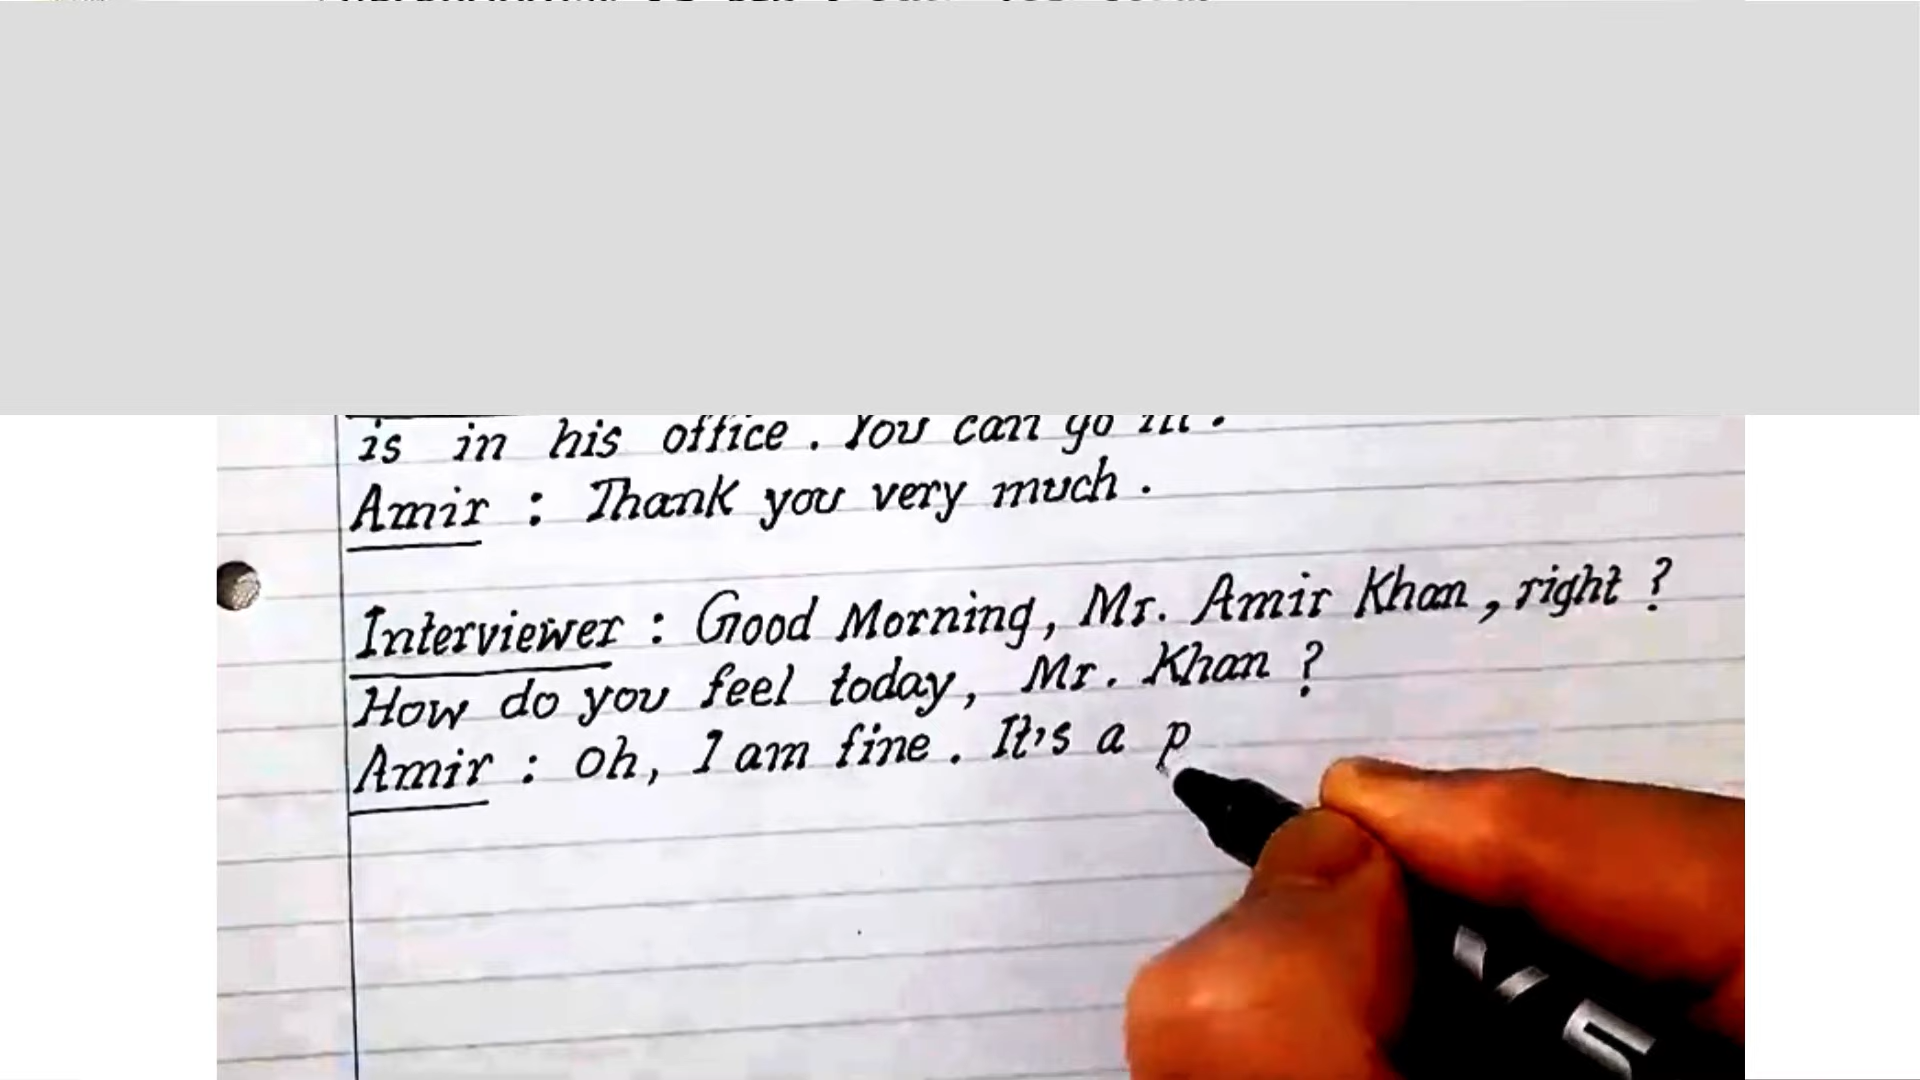 is in his office. You can go in.
Amir : Thank you very much.
Interviewer : Good Morning, Mr. Amir Khan, right ?
How do you feel today, Mr. Khan ?
Amir : Oh, I am fine. It's a p